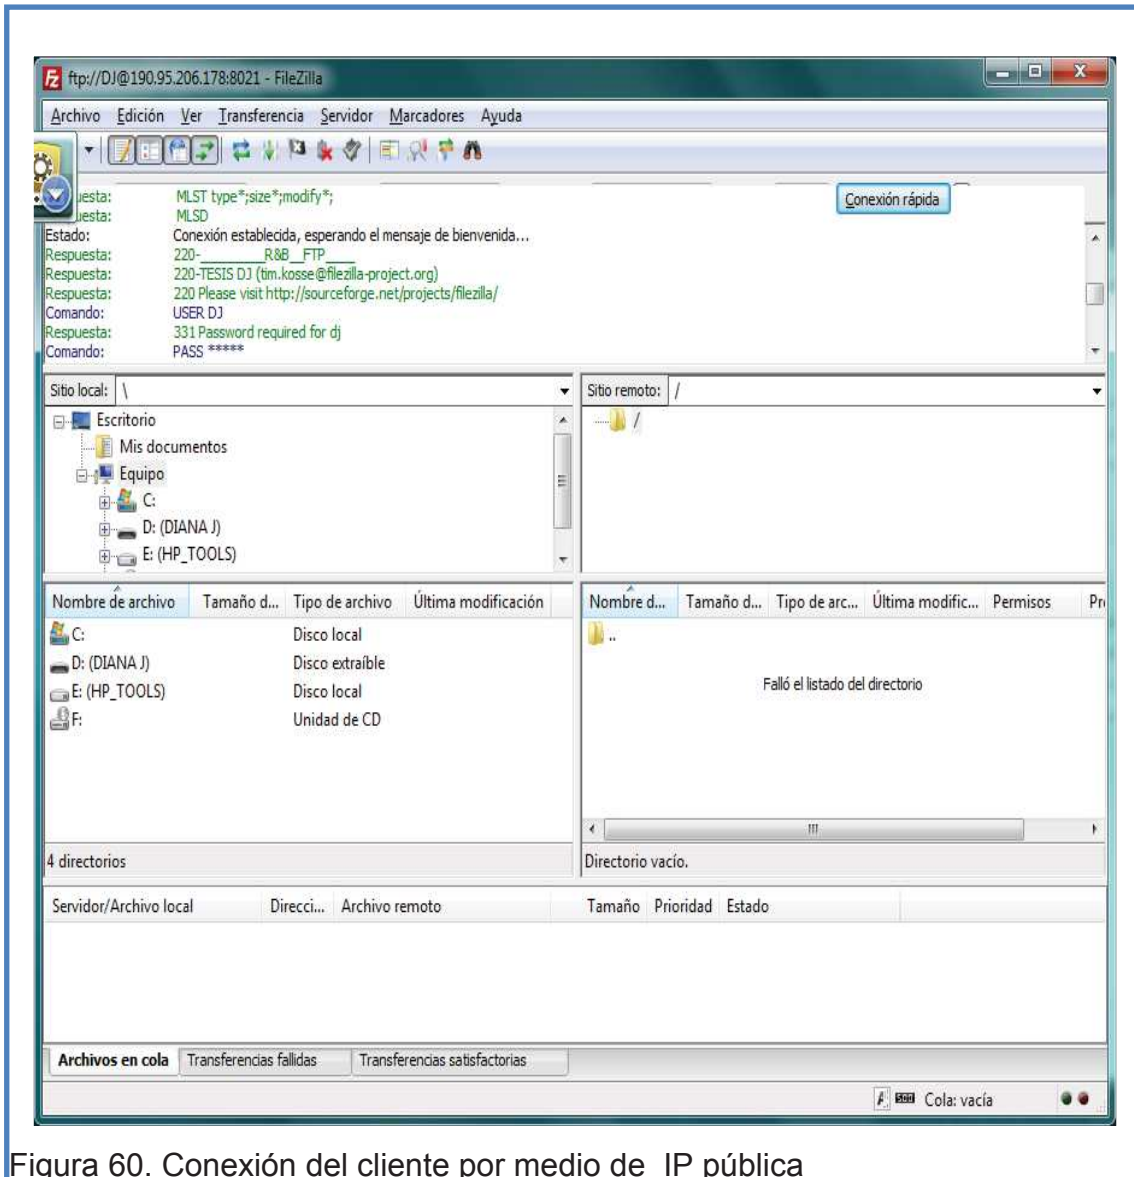 ftp://DJ@190.95.206.178:8021 - FileZilla
Archivo Edición Ver Transferencia Servidor Marcadores Ayuda
Conexión rápida
uesta: MLST type*;size*;modify*;
uesta: MLSD
Estado: Conexión establecida, esperando el mensaje de bienvenida...
Respuesta: 220-_________R&B__FTP____
Respuesta: 220-TESIS DJ (tim.kosse@filezilla-project.org)
Respuesta: 220 Please visit http://sourceforge.net/projects/filezilla/
Comando: USER DJ
Respuesta: 331 Password required for dj
Comando: PASS *****
Sitio local: \
Sitio remoto: /
Escritorio
Mis documentos
Equipo
C:
D: (DIANA J)
E: (HP_TOOLS)
/
Nombre de archivo Tamaño d... Tipo de archivo Última modificación
C: Disco local
D: (DIANA J) Disco extraíble
E: (HP_TOOLS) Disco local
F: Unidad de CD
4 directorios
Nombre d... Tamaño d... Tipo de arc... Última modific... Permisos Pr
..
Falló el listado del directorio
Directorio vacío.
Servidor/Archivo local Direcci... Archivo remoto Tamaño Prioridad Estado
Archivos en cola Transferencias fallidas Transferencias satisfactorias
Cola: vacía
Figura 60. Conexión del cliente por medio de IP pública